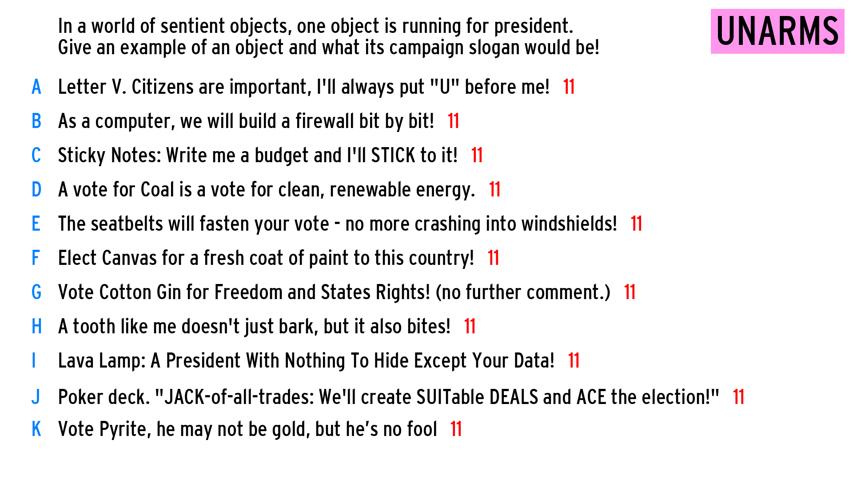 In a world of sentient objects, one object is running for president.
Give an example of an object and what its campaign slogan would be!
UNARMS
A Letter V. Citizens are important, I'll always put "U" before me! 11
B As a computer, we will build a firewall bit by bit! 11
C Sticky Notes: Write me a budget and I'll STICK to it! 11
D A vote for Coal is a vote for clean, renewable energy. 11
E The seatbelts will fasten your vote - no more crashing into windshields! 11
F Elect Canvas for a fresh coat of paint to this country! 11
G Vote Cotton Gin for Freedom and States Rights! (no further comment.) 11
H A tooth like me doesn't just bark, but it also bites! 11
I Lava Lamp: A President With Nothing To Hide Except Your Data! 11
J Poker deck. "JACK-of-all-trades: We'll create SUITable DEALS and ACE the election!" 11
K Vote Pyrite, he may not be gold, but he’s no fool 11